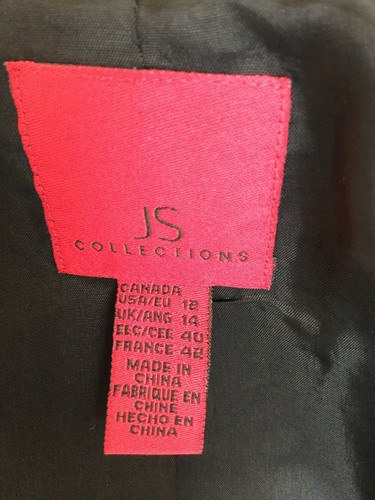 JS
COLLECTIONS
CANADA
USA/EU 12
UK/ANG 14
EEC/CEE 40
FRANCE 42
MADE IN
CHINA
FABRIQUE EN
CHINE
HECHO EN
CHINA